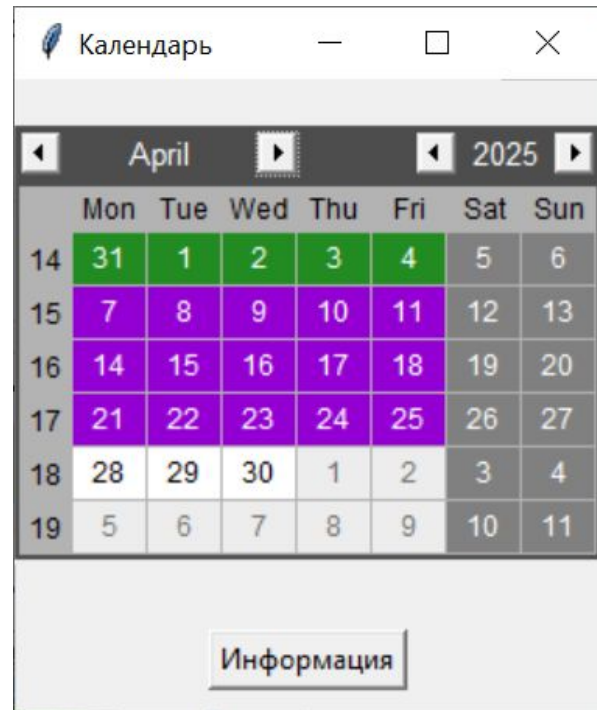 Календарь
April 2025
Mon Tue Wed Thu Fri Sat Sun
14 31 1 2 3 4 5 6
15 7 8 9 10 11 12 13
16 14 15 16 17 18 19 20
17 21 22 23 24 25 26 27
18 28 29 30 1 2 3 4
19 5 6 7 8 9 10 11
Информация